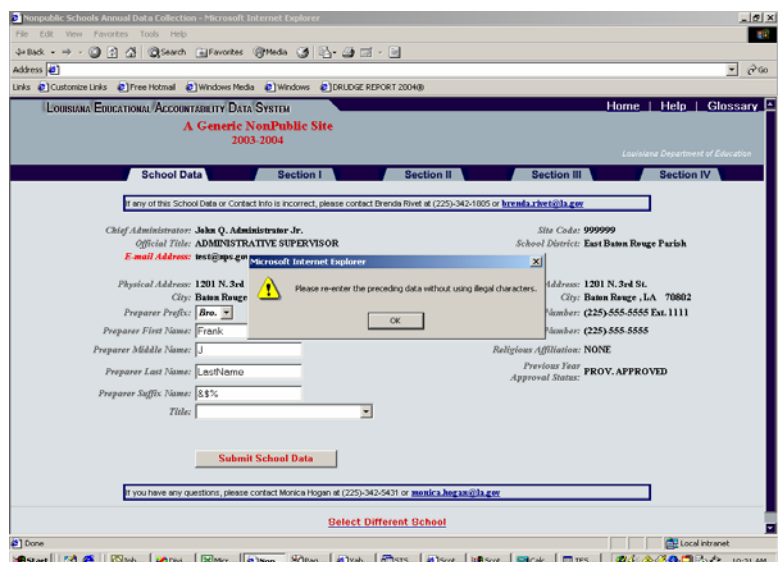 Nonpublic Schools Annual Data Collection - Microsoft Internet Explorer
File Edit View Favorites Tools Help
Back Search Favorites Media
Address Go
Links Customize Links Free Hotmail Windows Media Windows DRUDGE REPORT 2004®
LOUISIANA EDUCATIONAL ACCOUNTABILITY DATA SYSTEM Home | Help | Glossary
A Generic NonPublic Site
2003-2004
Louisiana Department of Education
School Data Section I Section II Section III Section IV
If any of this School Data or Contact Info is incorrect, please contact Brenda Rivet at (225)-342-1805 or brenda.rivet@la.gov
Chief Administrator: John Q. Administrator Jr. Site Code: 999999
Official Title: ADMINISTRATIVE SUPERVISOR School District: East Baton Rouge Parish
E-mail Address: test@nps.gov
Microsoft Internet Explorer
Please re-enter the preceding data without using illegal characters.
OK
Physical Address: 1201 N. 3rd Address: 1201 N. 3rd St.
City: Baton Rouge City: Baton Rouge , LA 70802
Preparer Prefix: Bro. Number: (225)-555-5555 Ext. 1111
Preparer First Name: Frank Number: (225)-555-5555
Preparer Middle Name: J Religious Affiliation: NONE
Preparer Last Name: LastName Previous Year Approval Status: PROV. APPROVED
Preparer Suffix Name: &$%
Title:
Submit School Data
If you have any questions, please contact Monica Hogan at (225)-342-5431 or monica.hogan@la.gov
Select Different School
Done Local intranet
Start 10:21 AM